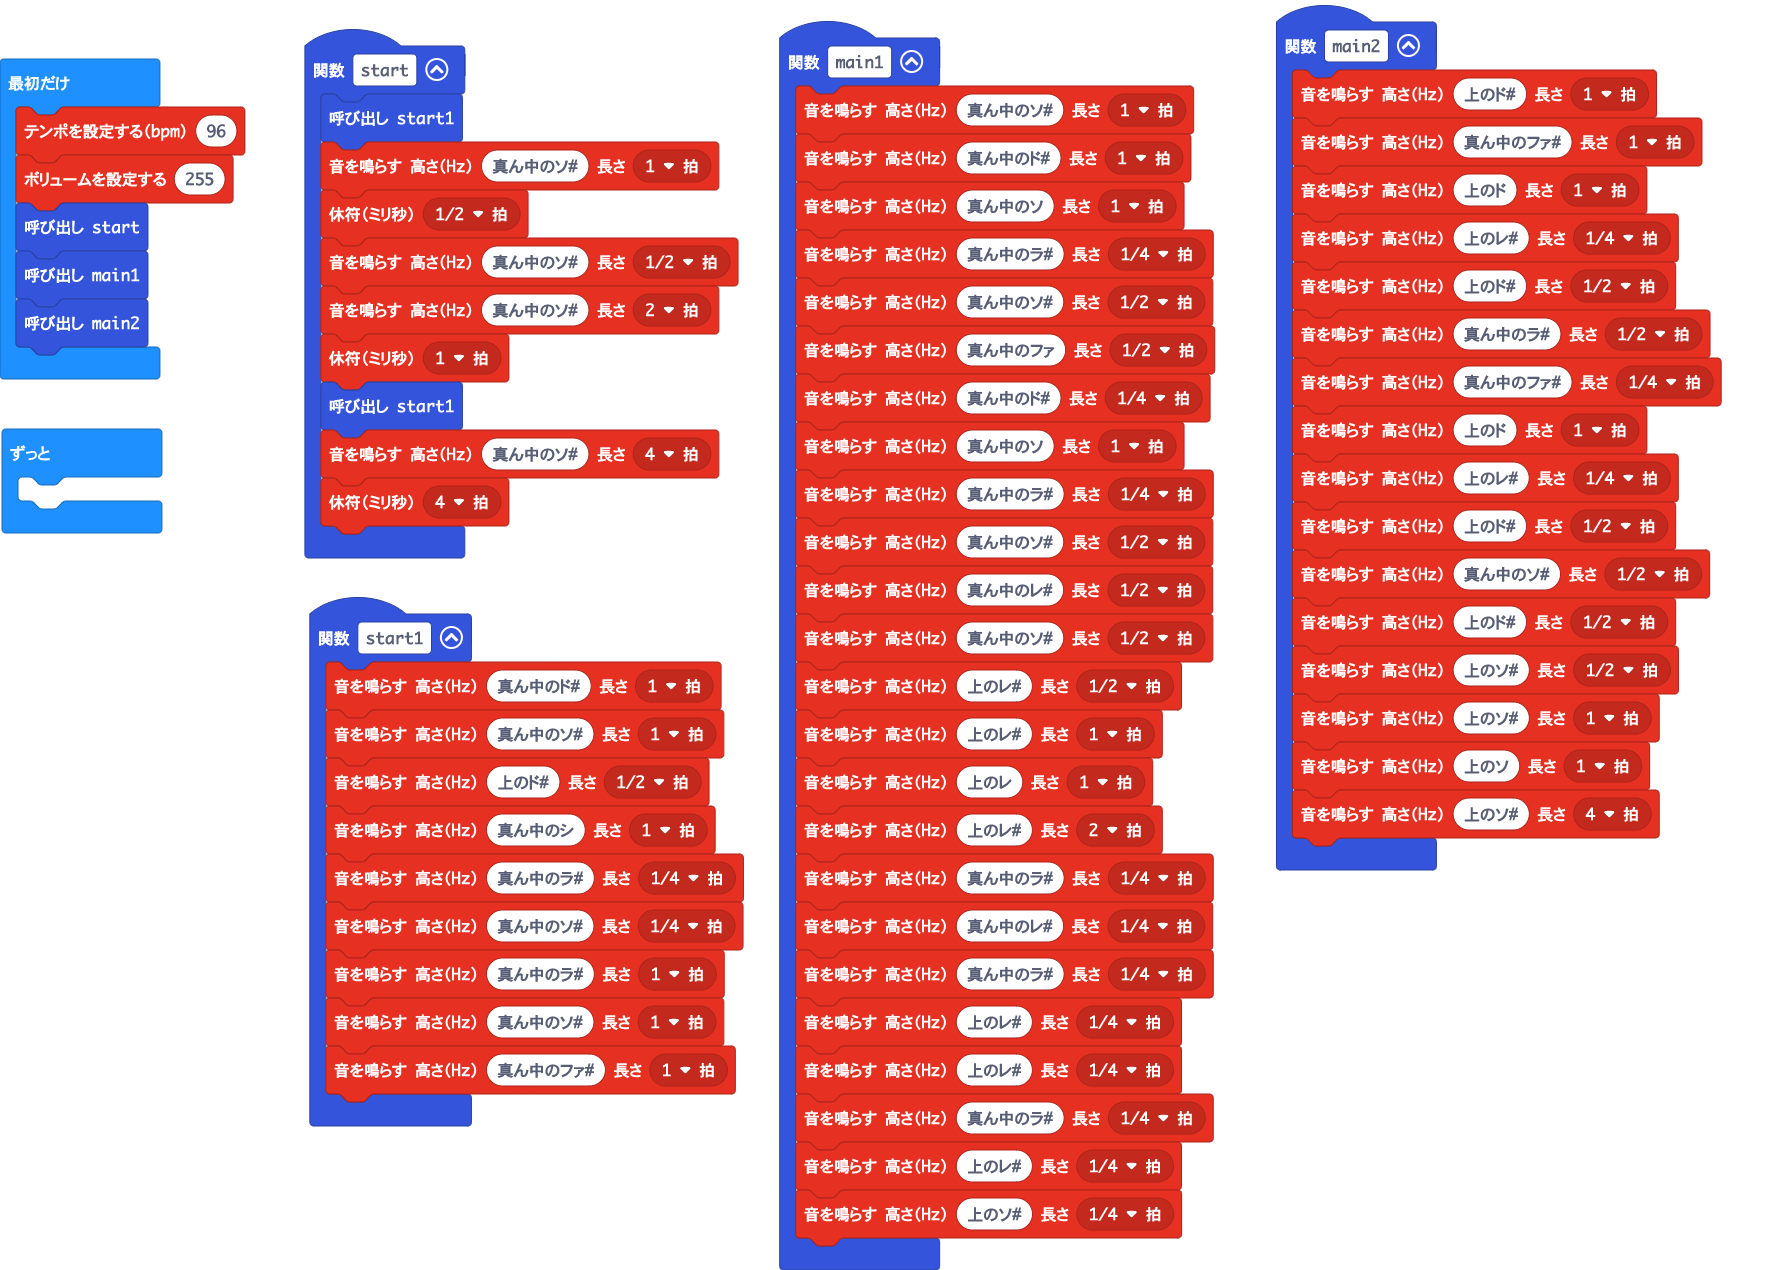 最初だけ
テンポを設定する(bpm) 96
ボリュームを設定する 255
呼び出し start
呼び出し main1
呼び出し main2
ずっと
関数 start
呼び出し start1
音を鳴らす 高さ(Hz) 真ん中のソ# 長さ 1 拍
休符(ミリ秒) 1/2 拍
音を鳴らす 高さ(Hz) 真ん中のソ# 長さ 1/2 拍
音を鳴らす 高さ(Hz) 真ん中のソ# 長さ 2 拍
休符(ミリ秒) 1 拍
呼び出し start1
音を鳴らす 高さ(Hz) 真ん中のソ# 長さ 4 拍
休符(ミリ秒) 4 拍
関数 start1
音を鳴らす 高さ(Hz) 真ん中のド# 長さ 1 拍
音を鳴らす 高さ(Hz) 真ん中のソ# 長さ 1 拍
音を鳴らす 高さ(Hz) 上のド# 長さ 1/2 拍
音を鳴らす 高さ(Hz) 真ん中のシ 長さ 1 拍
音を鳴らす 高さ(Hz) 真ん中のラ# 長さ 1/4 拍
音を鳴らす 高さ(Hz) 真ん中のソ# 長さ 1/4 拍
音を鳴らす 高さ(Hz) 真ん中のラ# 長さ 1 拍
音を鳴らす 高さ(Hz) 真ん中のソ# 長さ 1 拍
音を鳴らす 高さ(Hz) 真ん中のファ# 長さ 1 拍
関数 main1
音を鳴らす 高さ(Hz) 真ん中のソ# 長さ 1 拍
音を鳴らす 高さ(Hz) 真ん中のド# 長さ 1 拍
音を鳴らす 高さ(Hz) 真ん中のソ 長さ 1 拍
音を鳴らす 高さ(Hz) 真ん中のラ# 長さ 1/4 拍
音を鳴らす 高さ(Hz) 真ん中のソ# 長さ 1/2 拍
音を鳴らす 高さ(Hz) 真ん中のファ 長さ 1/2 拍
音を鳴らす 高さ(Hz) 真ん中のド# 長さ 1/4 拍
音を鳴らす 高さ(Hz) 真ん中のソ 長さ 1 拍
音を鳴らす 高さ(Hz) 真ん中のラ# 長さ 1/4 拍
音を鳴らす 高さ(Hz) 真ん中のソ# 長さ 1/2 拍
音を鳴らす 高さ(Hz) 真ん中のレ# 長さ 1/2 拍
音を鳴らす 高さ(Hz) 真ん中のソ# 長さ 1/2 拍
音を鳴らす 高さ(Hz) 上のレ# 長さ 1/2 拍
音を鳴らす 高さ(Hz) 上のレ# 長さ 1 拍
音を鳴らす 高さ(Hz) 上のレ 長さ 1 拍
音を鳴らす 高さ(Hz) 上のレ# 長さ 2 拍
音を鳴らす 高さ(Hz) 真ん中のラ# 長さ 1/4 拍
音を鳴らす 高さ(Hz) 真ん中のレ# 長さ 1/4 拍
音を鳴らす 高さ(Hz) 真ん中のラ# 長さ 1/4 拍
音を鳴らす 高さ(Hz) 上のレ# 長さ 1/4 拍
音を鳴らす 高さ(Hz) 上のレ# 長さ 1/4 拍
音を鳴らす 高さ(Hz) 真ん中のラ# 長さ 1/4 拍
音を鳴らす 高さ(Hz) 上のレ# 長さ 1/4 拍
音を鳴らす 高さ(Hz) 上のソ# 長さ 1/4 拍
関数 main2
音を鳴らす 高さ(Hz) 上のド# 長さ 1 拍
音を鳴らす 高さ(Hz) 真ん中のファ# 長さ 1 拍
音を鳴らす 高さ(Hz) 上のド 長さ 1 拍
音を鳴らす 高さ(Hz) 上のレ# 長さ 1/4 拍
音を鳴らす 高さ(Hz) 上のド# 長さ 1/2 拍
音を鳴らす 高さ(Hz) 真ん中のラ# 長さ 1/2 拍
音を鳴らす 高さ(Hz) 真ん中のファ# 長さ 1/4 拍
音を鳴らす 高さ(Hz) 上のド 長さ 1 拍
音を鳴らす 高さ(Hz) 上のレ# 長さ 1/4 拍
音を鳴らす 高さ(Hz) 上のド# 長さ 1/2 拍
音を鳴らす 高さ(Hz) 真ん中のソ# 長さ 1/2 拍
音を鳴らす 高さ(Hz) 上のド# 長さ 1/2 拍
音を鳴らす 高さ(Hz) 上のソ# 長さ 1/2 拍
音を鳴らす 高さ(Hz) 上のソ# 長さ 1 拍
音を鳴らす 高さ(Hz) 上のソ 長さ 1 拍
音を鳴らす 高さ(Hz) 上のソ# 長さ 4 拍